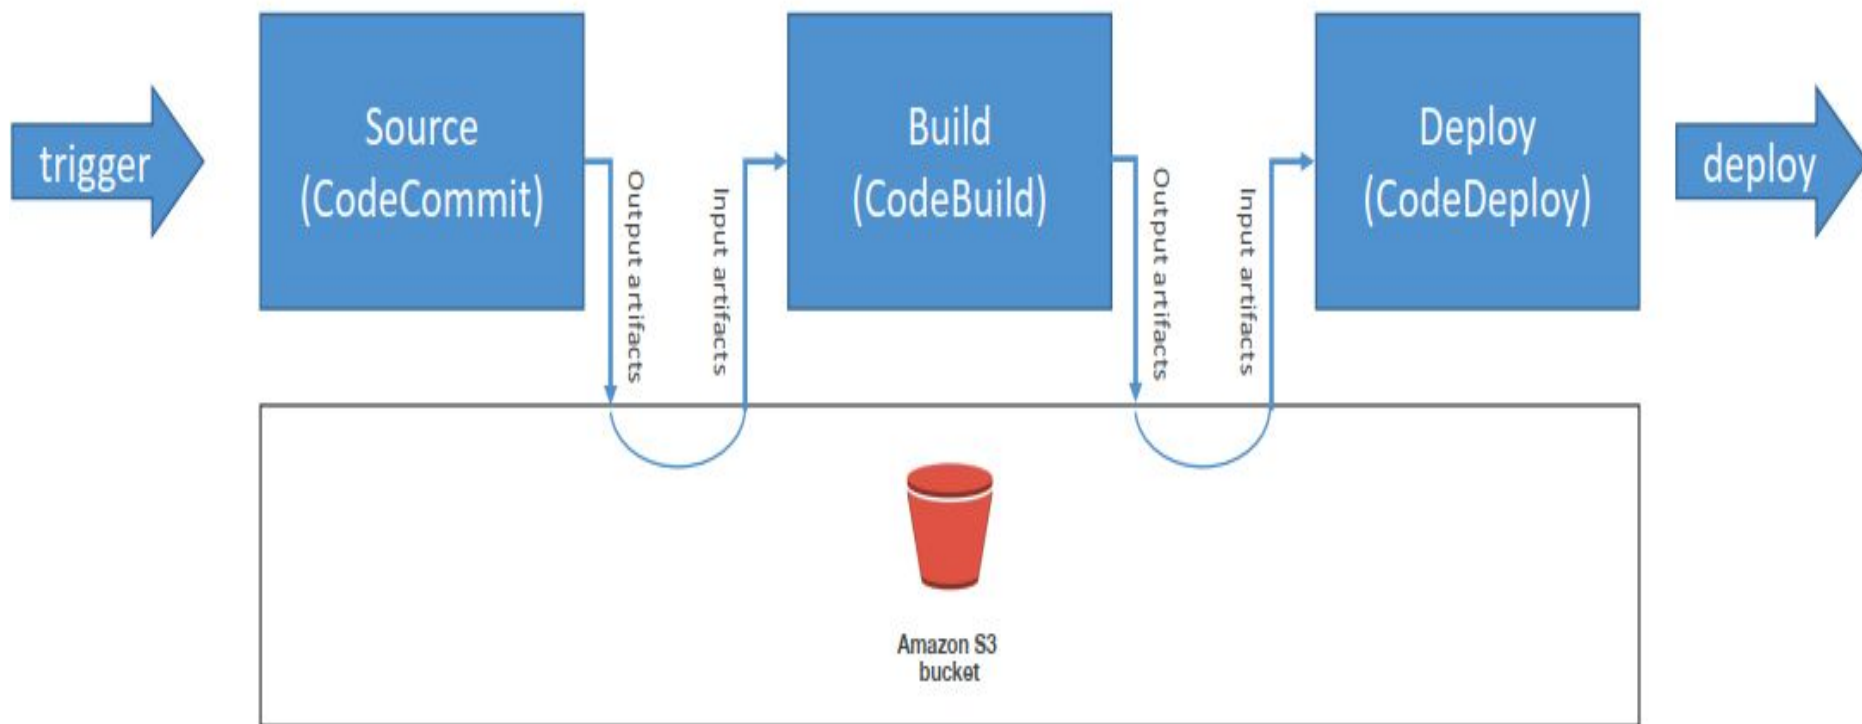 trigger
Source
(CodeCommit)
Output artifacts
Input artifacts
Build
(CodeBuild)
Output artifacts
Input artifacts
Deploy
(CodeDeploy)
deploy
Amazon S3
bucket